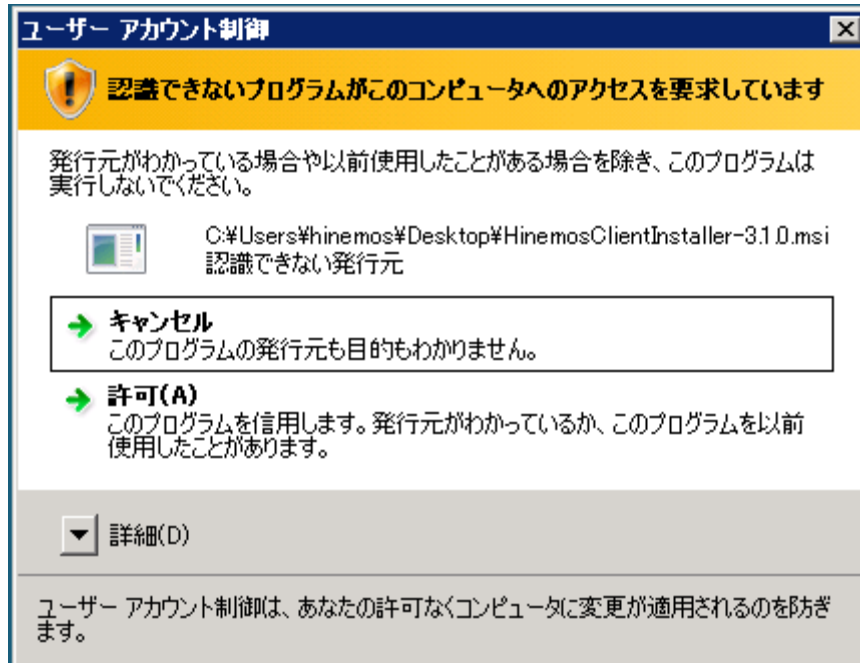 ユーザー アカウント制御
認識できないプログラムがこのコンピュータへのアクセスを要求しています
発行元がわかっている場合や以前使用したことがある場合を除き、このプログラムは
実行しないでください。
C:¥Users¥hinemos¥Desktop¥HinemosClientInstaller-3.1.0.msi
認識できない発行元
キャンセル
このプログラムの発行元も目的もわかりません。
許可(A)
このプログラムを信用します。発行元がわかっているか、このプログラムを以前
使用したことがあります。
詳細(D)
ユーザー アカウント制御は、あなたの許可なくコンピュータに変更が適用されるのを防ぎ
ます。